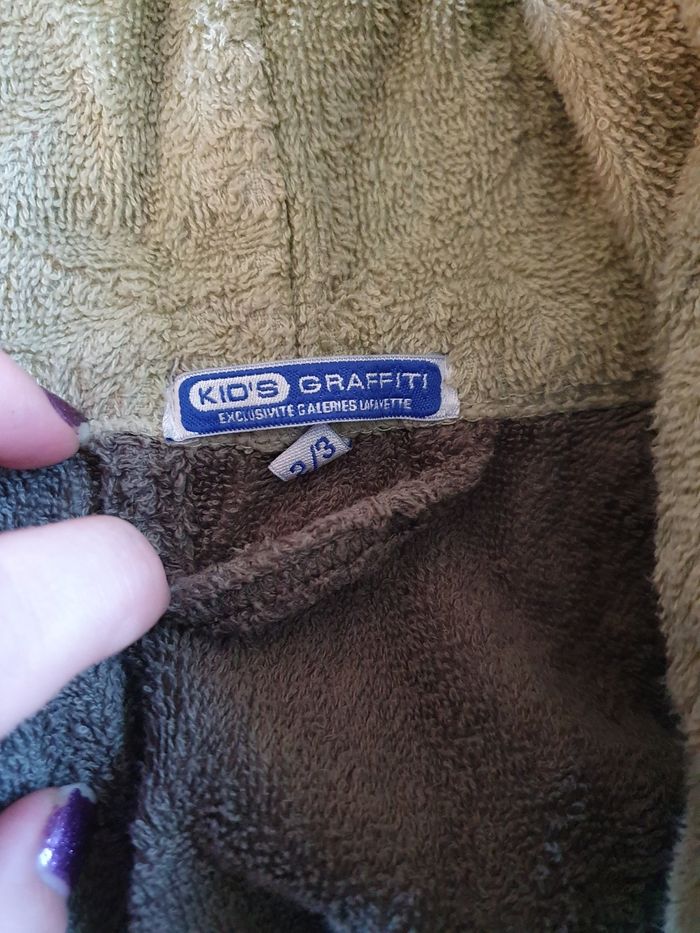 KID'S GRAFFITI
EXCLUSIVITÉ GALERIES LAFAYETTE
2/3